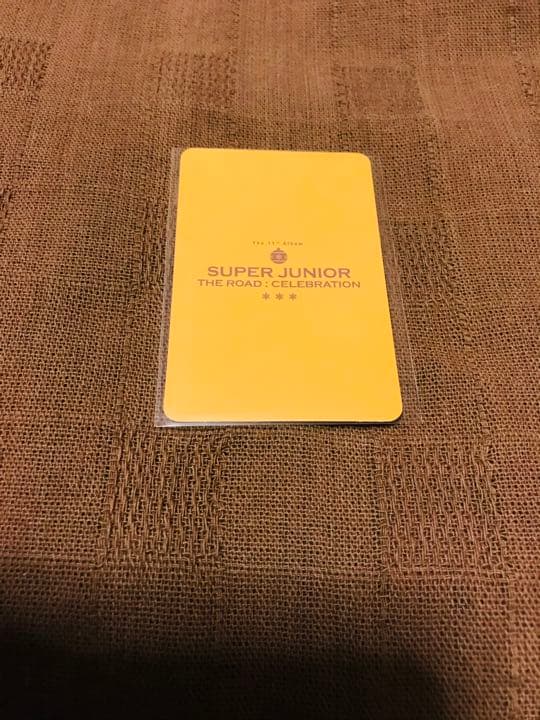 The 11th Album
SUPER JUNIOR
THE ROAD : CELEBRATION
***